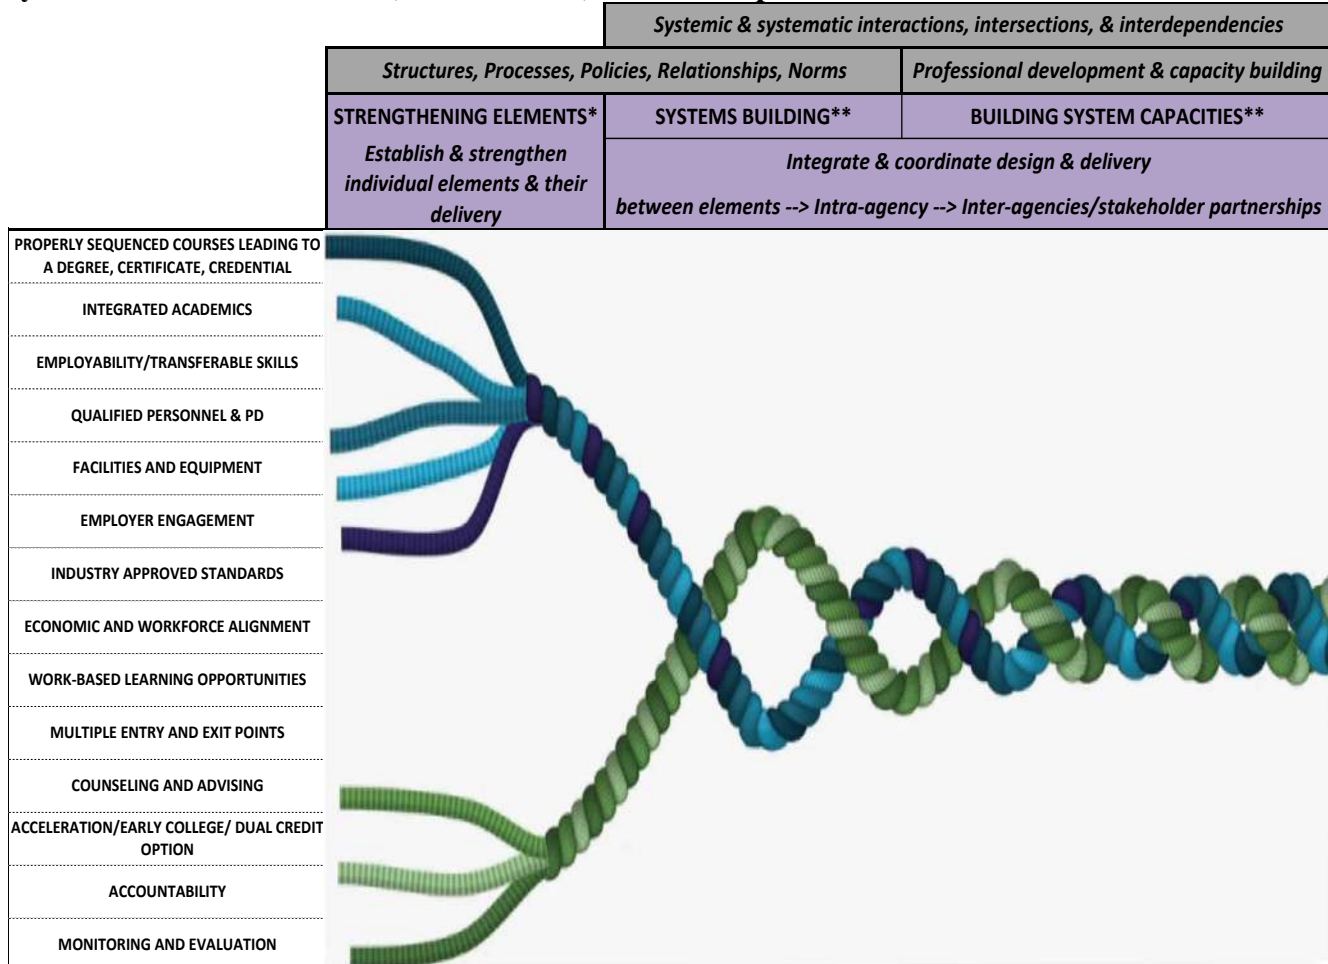 Systemic & systematic interactions, intersections, & interdependencies
Structures, Processes, Policies, Relationships, Norms
Professional development & capacity building
STRENGTHENING ELEMENTS*
SYSTEMS BUILDING**
BUILDING SYSTEM CAPACITIES**
Establish & strengthen
individual elements & their
delivery
Integrate & coordinate design & delivery
between elements --> Intra-agency --> Inter-agencies/stakeholder partnerships
PROPERLY SEQUENCED COURSES LEADING TO
A DEGREE, CERTIFICATE, CREDENTIAL
INTEGRATED ACADEMICS
EMPLOYABILITY/TRANSFERABLE SKILLS
QUALIFIED PERSONNEL & PD
FACILITIES AND EQUIPMENT
EMPLOYER ENGAGEMENT
INDUSTRY APPROVED STANDARDS
ECONOMIC AND WORKFORCE ALIGNMENT
WORK-BASED LEARNING OPPORTUNITIES
MULTIPLE ENTRY AND EXIT POINTS
COUNSELING AND ADVISING
ACCELERATION/EARLY COLLEGE/ DUAL CREDIT
OPTION
ACCOUNTABILITY
MONITORING AND EVALUATION